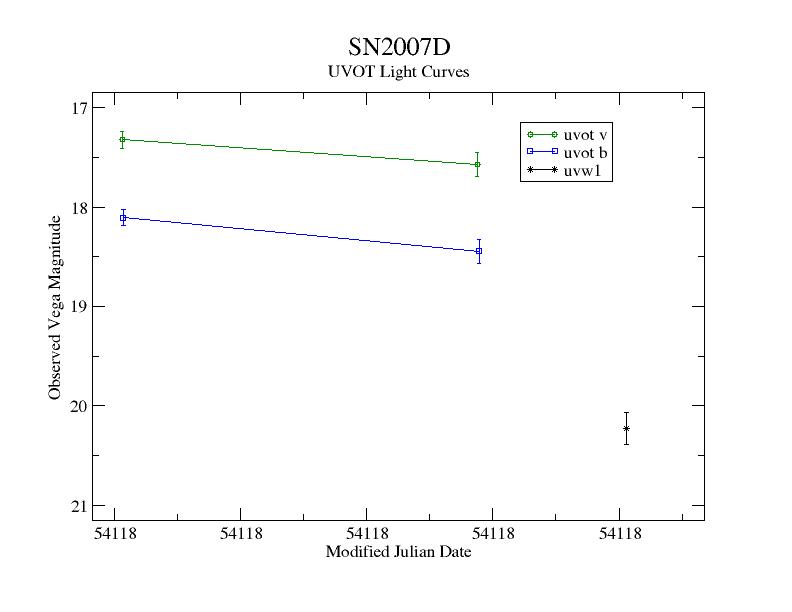 SN2007D
UVOT Light Curves
17
18
19
20
21
Observed Vega Magnitude
uvot v
uvot b
uvw1
54118 54118 54118 54118 54118
Modified Julian Date